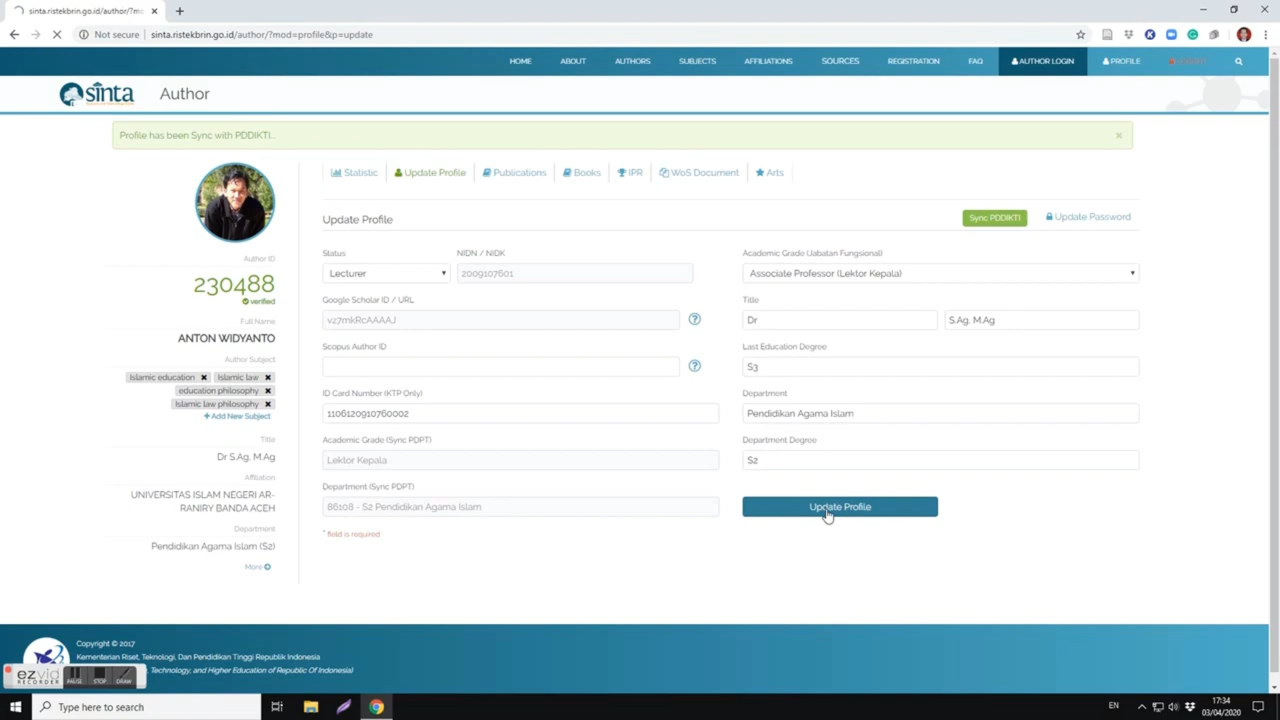 sinta.ristekbrin.go.id/author/?mo
Not secure | sinta.ristekbrin.go.id/author/?mod=profile&p=update
HOME ABOUT AUTHORS SUBJECTS AFFILIATIONS SOURCES REGISTRATION FAQ AUTHOR LOGIN PROFILE
sinta Author
Profile has been Sync with PDDIKTI...
Statistic Update Profile Publications Books IPR WoS Document Arts
Update Profile
Sync PDDIKTI Update Password
Author ID
230488
verified
Full Name
ANTON WIDYANTO
Author Subject
Islamic education Islamic law
education philosophy
Islamic law philosophy
+ Add New Subject
Title
Dr S.Ag, M.Ag
Affiliation
UNIVERSITAS ISLAM NEGERI AR-
RANIRY BANDA ACEH
Department
Pendidikan Agama Islam (S2)
More
Status NIDN / NIDK
Lecturer 2009107601
Google Scholar ID / URL
vz7mkRcAAAAJ
Scopus Author ID
ID Card Number (KTP Only)
1106120910760002
Academic Grade (Sync PDPT)
Lektor Kepala
Department (Sync PDPT)
86108 - S2 Pendidikan Agama Islam
* field is required
Academic Grade (Jabatan Fungsional)
Associate Professor (Lektor Kepala)
Title
Dr S.Ag, M.Ag
Last Education Degree
S3
Department
Pendidikan Agama Islam
Department Degree
S2
Update Profile
Copyright © 2017
Kementerian Riset, Teknologi, Dan Pendidikan Tinggi Republik Indonesia
Technology, and Higher Education of Republic Of Indonesia)
ezvid
RECORDER
PAUSE STOP DRAW
Type here to search
EN
17:34
03/04/2020